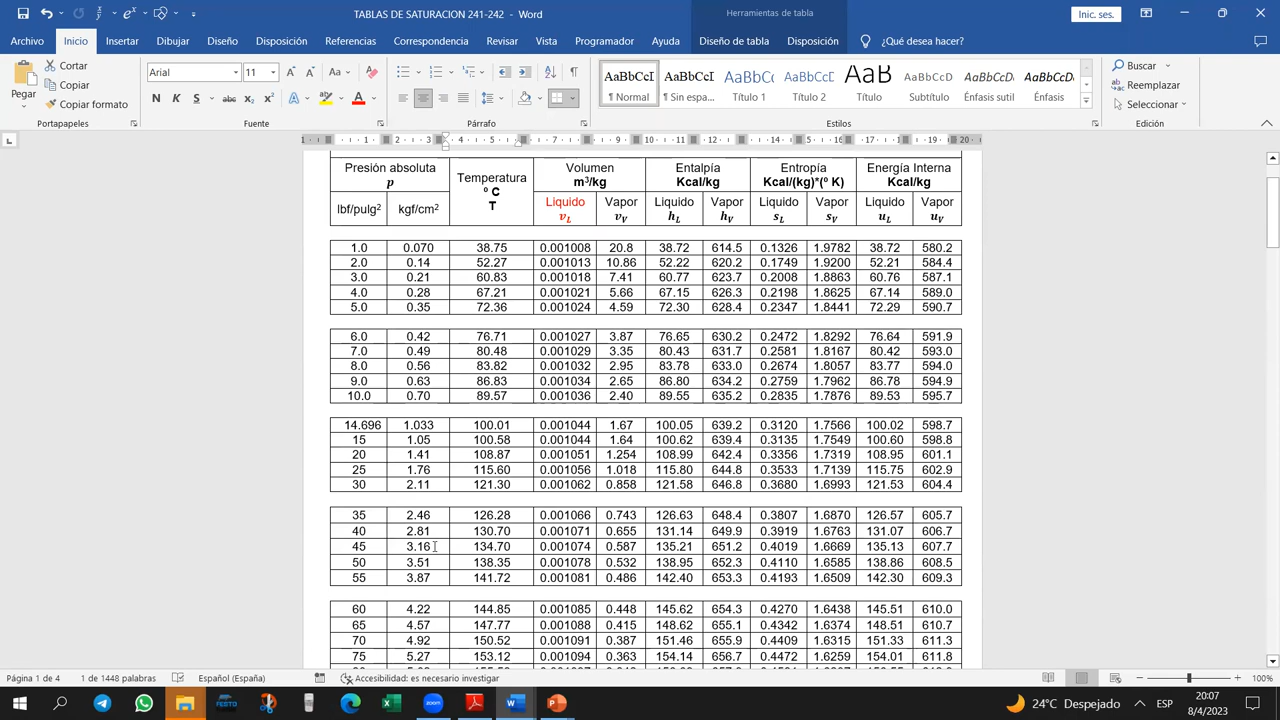 TABLAS DE SATURACION 241-242 - Word
Herramientas de tabla
Inic. ses.
Archivo Inicio Insertar Dibujar Diseño Disposición Referencias Correspondencia Revisar Vista Programador Ayuda Diseño de tabla Disposición ¿Qué desea hacer?
Pegar
Cortar
Copiar
Copiar formato
Portapapeles
Arial 11
N K S abc x₂ x²
Fuente
Párrafo
AaBbCcI AaBbCcI AaBbCc AaBbCcI AaB AaBbCcD AaBbCcD AaBbCcD
¶ Normal ¶ Sin espa... Título 1 Título 2 Título Subtítulo Énfasis sutil Énfasis
Estilos
Buscar
Reemplazar
Seleccionar
Edición
Presión absoluta p Temperatura º C T Volumen m³/kg Entalpía Kcal/kg Entropía Kcal/(kg)*(º K) Energía Interna Kcal/kg
lbf/pulg² kgf/cm² Liquido v_L Vapor v_V Liquido h_L Vapor h_V Liquido s_L Vapor s_V Liquido u_L Vapor u_V
1.0 0.070 38.75 0.001008 20.8 38.72 614.5 0.1326 1.9782 38.72 580.2
2.0 0.14 52.27 0.001013 10.86 52.22 620.2 0.1749 1.9200 52.21 584.4
3.0 0.21 60.83 0.001018 7.41 60.77 623.7 0.2008 1.8863 60.76 587.1
4.0 0.28 67.21 0.001021 5.66 67.15 626.3 0.2198 1.8625 67.14 589.0
5.0 0.35 72.36 0.001024 4.59 72.30 628.4 0.2347 1.8441 72.29 590.7
6.0 0.42 76.71 0.001027 3.87 76.65 630.2 0.2472 1.8292 76.64 591.9
7.0 0.49 80.48 0.001029 3.35 80.43 631.7 0.2581 1.8167 80.42 593.0
8.0 0.56 83.82 0.001032 2.95 83.78 633.0 0.2674 1.8057 83.77 594.0
9.0 0.63 86.83 0.001034 2.65 86.80 634.2 0.2759 1.7962 86.78 594.9
10.0 0.70 89.57 0.001036 2.40 89.55 635.2 0.2835 1.7876 89.53 595.7
14.696 1.033 100.01 0.001044 1.67 100.05 639.2 0.3120 1.7566 100.02 598.7
15 1.05 100.58 0.001044 1.64 100.62 639.4 0.3135 1.7549 100.60 598.8
20 1.41 108.87 0.001051 1.254 108.99 642.4 0.3356 1.7319 108.95 601.1
25 1.76 115.60 0.001056 1.018 115.80 644.8 0.3533 1.7139 115.75 602.9
30 2.11 121.30 0.001062 0.858 121.58 646.8 0.3680 1.6993 121.53 604.4
35 2.46 126.28 0.001066 0.743 126.63 648.4 0.3807 1.6870 126.57 605.7
40 2.81 130.70 0.001071 0.655 131.14 649.9 0.3919 1.6763 131.07 606.7
45 3.16 134.70 0.001074 0.587 135.21 651.2 0.4019 1.6669 135.13 607.7
50 3.51 138.35 0.001078 0.532 138.95 652.3 0.4110 1.6585 138.86 608.5
55 3.87 141.72 0.001081 0.486 142.40 653.3 0.4193 1.6509 142.30 609.3
60 4.22 144.85 0.001085 0.448 145.62 654.3 0.4270 1.6438 145.51 610.0
65 4.57 147.77 0.001088 0.415 148.62 655.1 0.4342 1.6374 148.51 610.7
70 4.92 150.52 0.001091 0.387 151.46 655.9 0.4409 1.6315 151.33 611.3
75 5.27 153.12 0.001094 0.363 154.14 656.7 0.4472 1.6259 154.01 611.8
Página 1 de 4 1 de 1448 palabras Español (España) Accesibilidad: es necesario investigar 100%
FESTO zoom 24°C Despejado ESP 20:07
8/4/2023